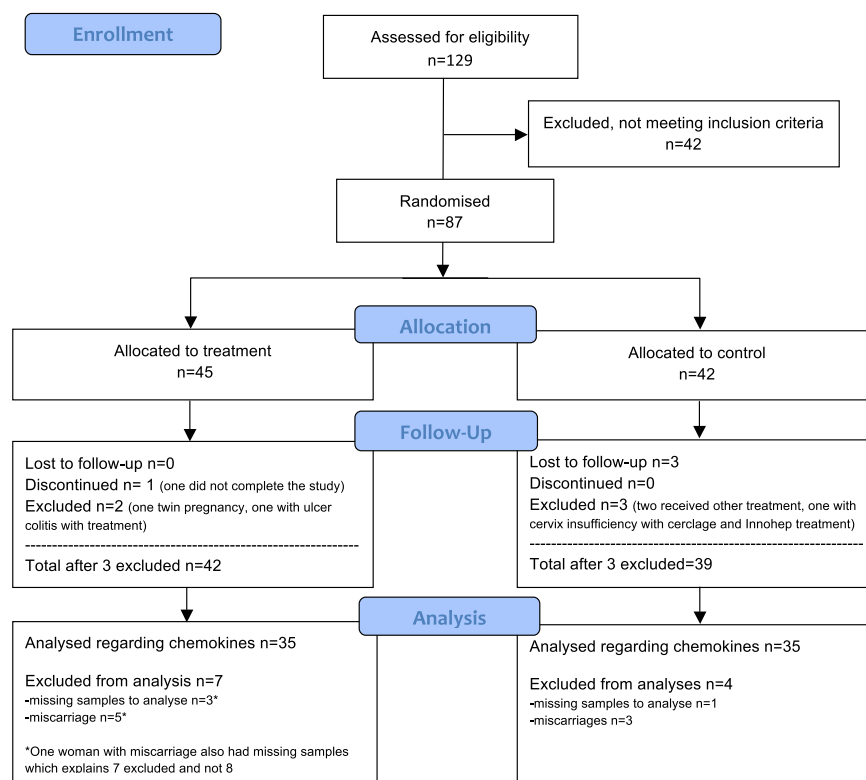 Enrollment
Assessed for eligibility
n=129
Excluded, not meeting inclusion criteria
n=42
Randomised
n=87
Allocation
Allocated to treatment
n=45
Allocated to control
n=42
Follow-Up
Lost to follow-up n=0
Discontinued n= 1 (one did not complete the study)
Excluded n=2 (one twin pregnancy, one with ulcer
colitis with treatment)
Total after 3 excluded n=42
Lost to follow-up n=3
Discontinued n=0
Excluded n=3 (two received other treatment, one with
cervix insufficiency with cerclage and Innohep treatment)
Total after 3 excluded=39
Analysis
Analysed regarding chemokines n=35
Excluded from analysis n=7
-missing samples to analyse n=3*
-miscarriage n=5*
*One woman with miscarriage also had missing samples
which explains 7 excluded and not 8
Analysed regarding chemokines n=35
Excluded from analyses n=4
-missing samples to analyse n=1
-miscarriages n=3